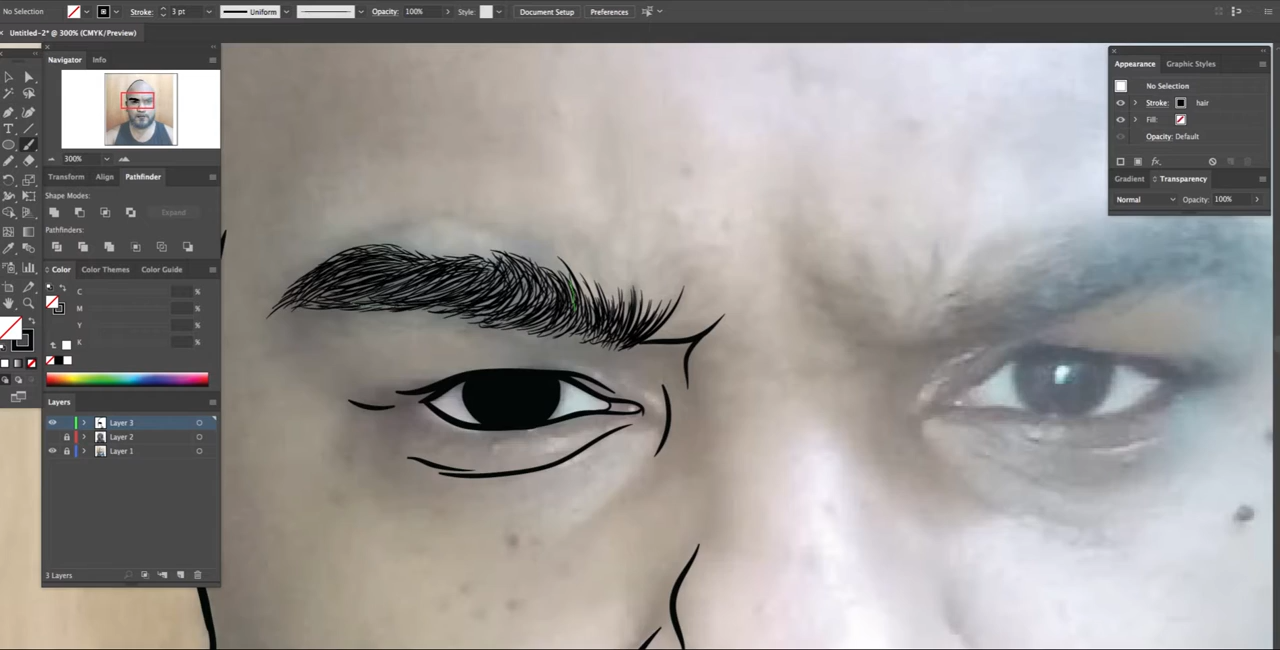 No Selection
Stroke: 3 pt
Uniform
Opacity: 100%
Style:
Document Setup
Preferences
Untitled-2* @ 300% (CMYK/Preview)
Navigator
Info
300%
Transform
Align
Pathfinder
Shape Modes:
Expand
Pathfinders:
Color
Color Themes
Color Guide
C %
M %
Y %
K %
Layers
Layer 3
Layer 2
Layer 1
3 Layers
Appearance
Graphic Styles
No Selection
Stroke: hair
Fill:
Opacity: Default
fx
Gradient
Transparency
Normal
Opacity: 100%